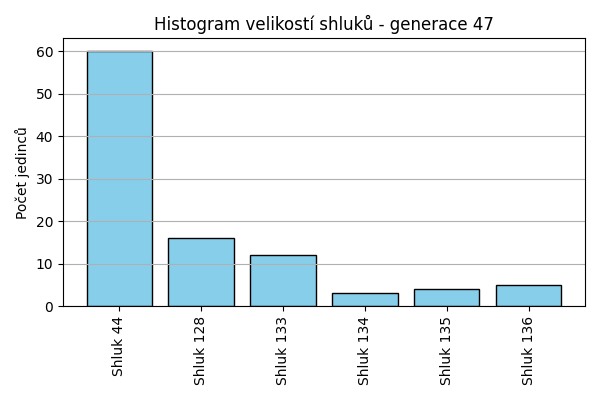 Histogram velikostí shluků - generace 47
Počet jedinců
60
50
40
30
20
10
0
Shluk 44
Shluk 128
Shluk 133
Shluk 134
Shluk 135
Shluk 136